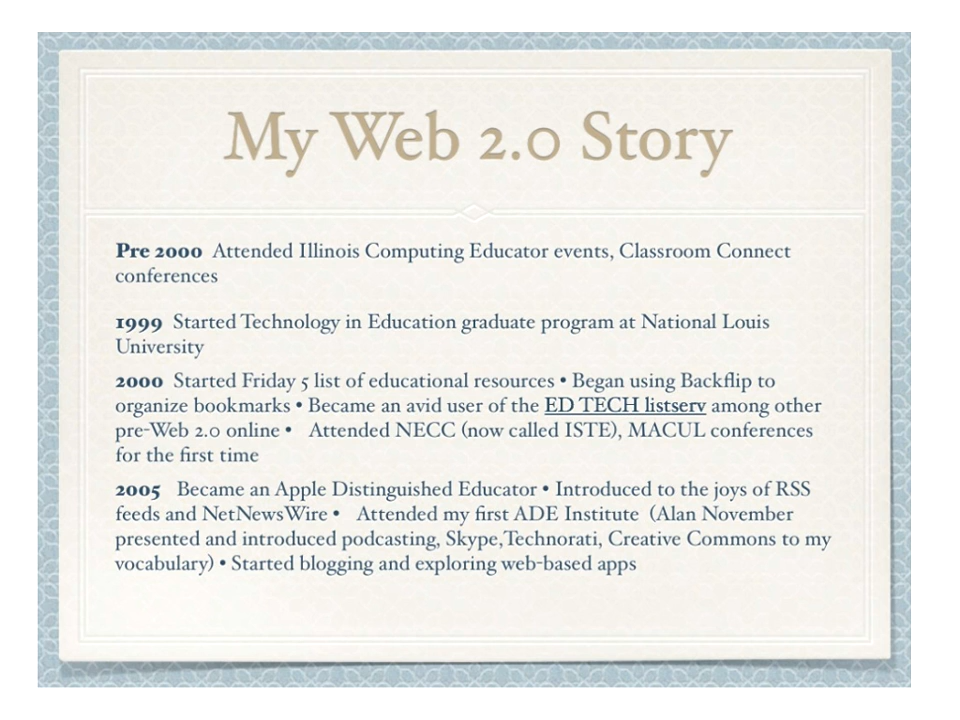 My Web 2.0 Story
Pre 2000 Attended Illinois Computing Educator events, Classroom Connect
conferences
1999 Started Technology in Education graduate program at National Louis
University
2000 Started Friday 5 list of educational resources • Began using Backflip to
organize bookmarks • Became an avid user of the ED TECH listserv among other
pre-Web 2.0 online • Attended NECC (now called ISTE), MACUL conferences
for the first time
2005 Became an Apple Distinguished Educator • Introduced to the joys of RSS
feeds and NetNewsWire • Attended my first ADE Institute (Alan November
presented and introduced podcasting, Skype,Technorati, Creative Commons to my
vocabulary) • Started blogging and exploring web-based apps